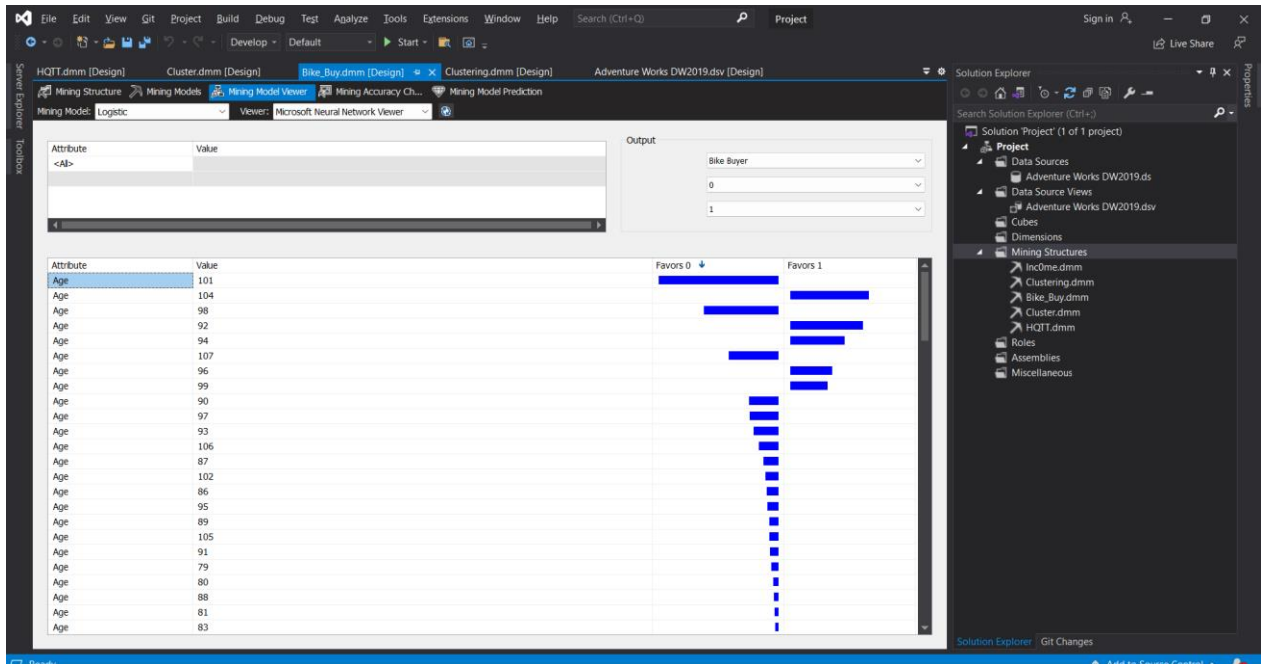 File Edit View Git Project Build Debug Test Analyze Tools Extensions Window Help Search (Ctrl+Q) Project Sign in
Develop Default Start Live Share
HQTT.dmm [Design] Cluster.dmm [Design] Bike_Buy.dmm [Design] Clustering.dmm [Design] Adventure Works DW2019.dsv [Design]
Mining Structure Mining Models Mining Model Viewer Mining Accuracy Ch... Mining Model Prediction
Mining Model: Logistic Viewer: Microsoft Neural Network Viewer
Server Explorer
Toolbox
Attribute Value
<All>
Output
Bike Buyer
0
1
Attribute Value Favors 0 Favors 1
Age 101
Age 104
Age 98
Age 92
Age 94
Age 107
Age 96
Age 99
Age 90
Age 97
Age 93
Age 106
Age 87
Age 102
Age 86
Age 95
Age 89
Age 105
Age 91
Age 79
Age 80
Age 88
Age 81
Age 83
Solution Explorer
Search Solution Explorer (Ctrl+;)
Solution 'Project' (1 of 1 project)
Project
Data Sources
Adventure Works DW2019.ds
Data Source Views
Adventure Works DW2019.dsv
Cubes
Dimensions
Mining Structures
Inc0me.dmm
Clustering.dmm
Bike_Buy.dmm
Cluster.dmm
HQTT.dmm
Roles
Assemblies
Miscellaneous
Solution Explorer Git Changes
Properties
Ready Add to Source Control